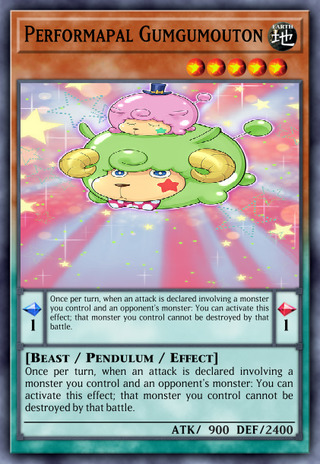 Performapal Gumgumouton
EARTH
地
Once per turn, when an attack is declared involving a monster
you control and an opponent's monster: You can activate this
effect; that monster you control cannot be destroyed by that
battle.
1
1
[Beast / Pendulum / Effect]
Once per turn, when an attack is declared involving a
monster you control and an opponent's monster: You can
activate this effect; that monster you control cannot be
destroyed by that battle.
ATK/ 900 DEF/2400